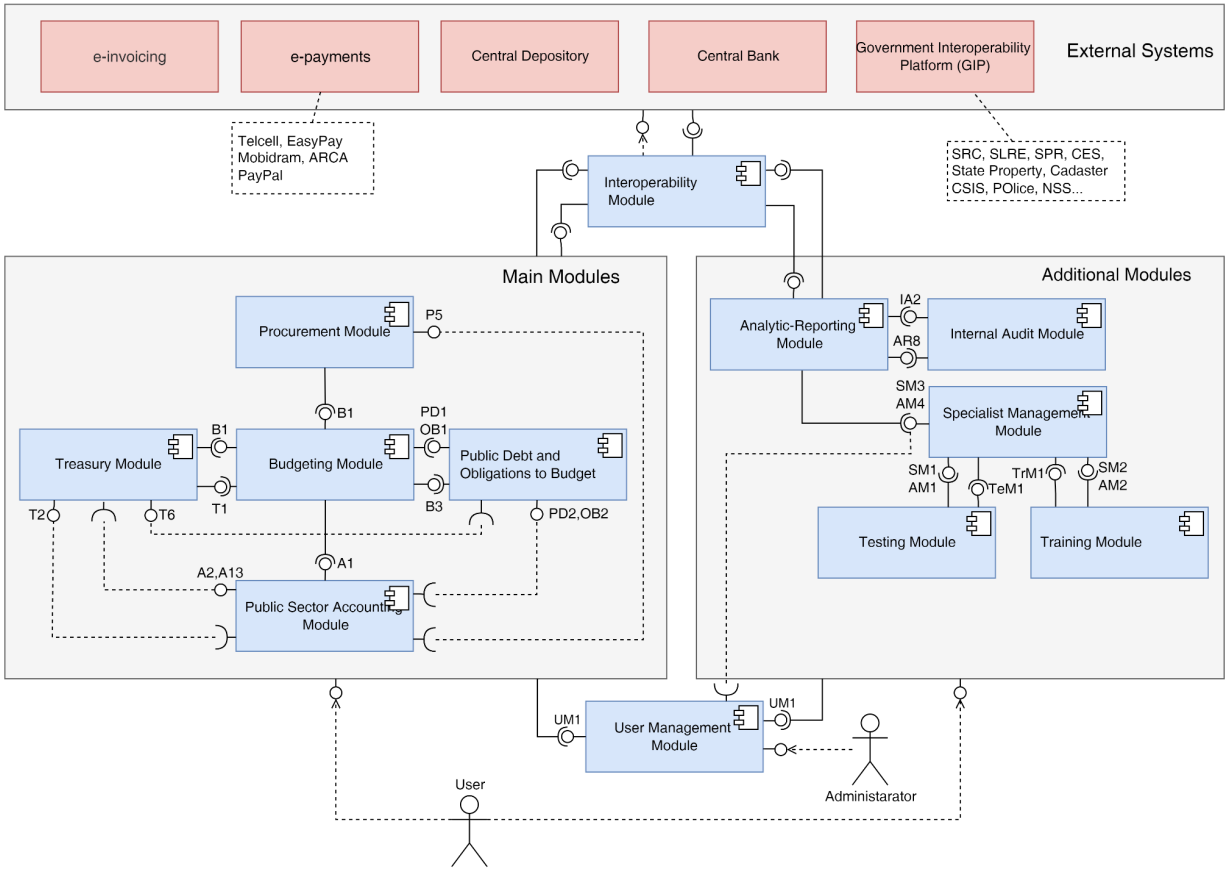 e-invoicing
e-payments
Central Depository
Central Bank
Government Interoperability
Platform (GIP)
External Systems
Telcell, EasyPay
Mobidram, ARCA
PayPal
SRC, SLRE, SPR, CES,
State Property, Cadaster
CSIS, POlice, NSS...
Interoperability
Module
Main Modules
Procurement Module
P5
B1
B1
PD1
OB1
Treasury Module
Budgeting Module
Public Debt and
Obligations to Budget
T1
B3
T2
T6
PD2,OB2
A1
A2,A13
Public Sector Accounting
Module
Additional Modules
Analytic-Reporting
Module
IA2
AR8
Internal Audit Module
SM3
AM4
Specialist Management
Module
SM1
AM1
TeM1
TrM1
SM2
AM2
Testing Module
Training Module
UM1
User Management
Module
UM1
Administarator
User